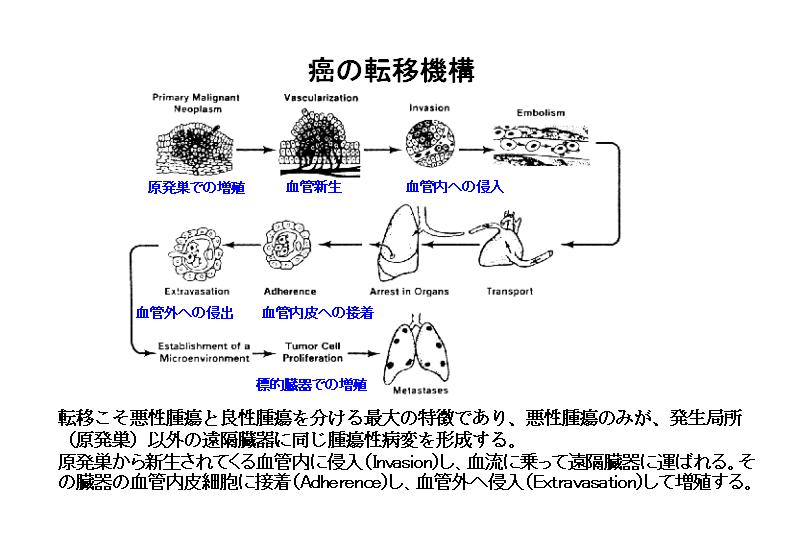 癌の転移機構
Primary Malignant
Neoplasm
Vascularization
Invasion
Embolism
原発巣での増殖
血管新生
血管内への侵入
Extravasation
Adherence
Arrest in Organs
Transport
血管外への侵出
血管内皮への接着
Establishment of a
Microenvironment
Tumor Cell
Proliferation
標的臓器での増殖
Metastases
転移こそ悪性腫瘍と良性腫瘍を分ける最大の特徴であり、悪性腫瘍のみが、発生局所
（原発巣）以外の遠隔臓器に同じ腫瘍性病変を形成する。
原発巣から新生されてくる血管内に侵入（Invasion)し、血流に乗って遠隔臓器に運ばれる。そ
の臓器の血管内皮細胞に接着（Adherence)し、血管外へ侵入（Extravasation)して増殖する。